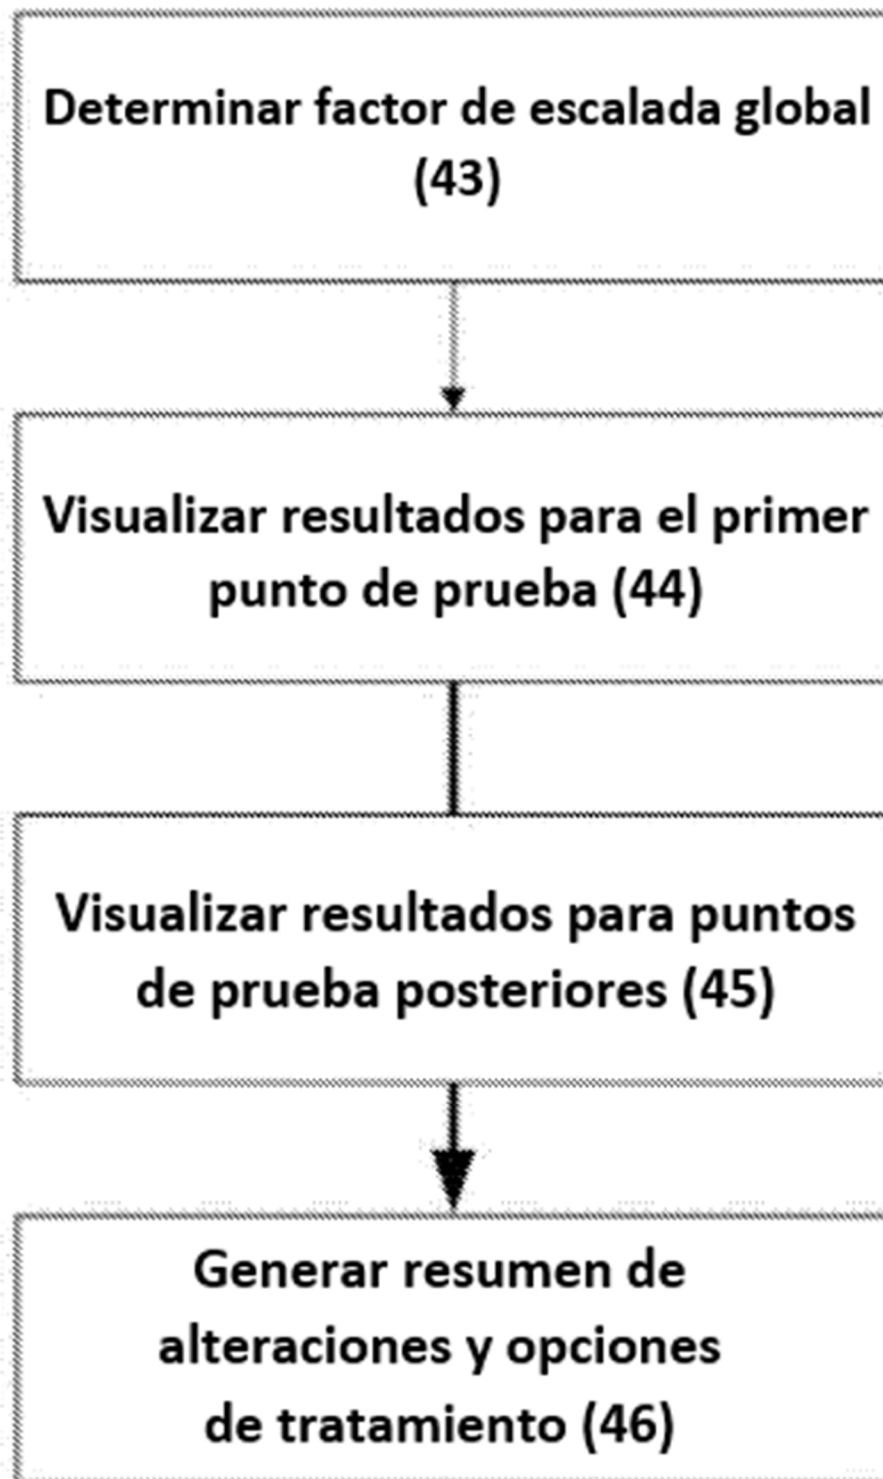 Determinar factor de escalada global
(43)
Visualizar resultados para el primer
punto de prueba (44)
Visualizar resultados para puntos
de prueba posteriores (45)
Generar resumen de
alteraciones y opciones
de tratamiento (46)